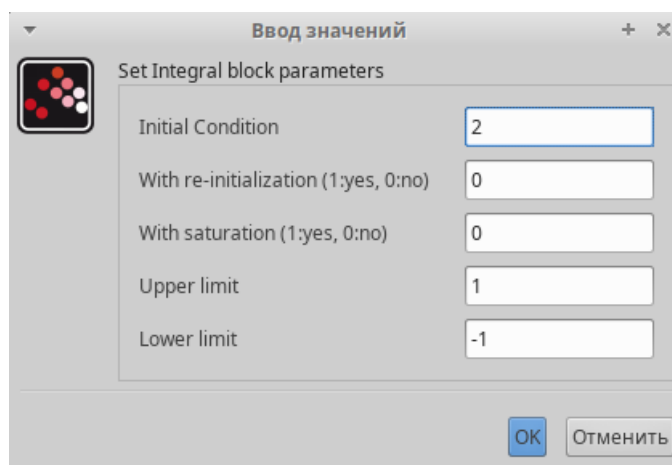 Ввод значений
Set Integral block parameters
Initial Condition 2
With re-initialization (1:yes, 0:no) 0
With saturation (1:yes, 0:no) 0
Upper limit 1
Lower limit -1
OK Отменить